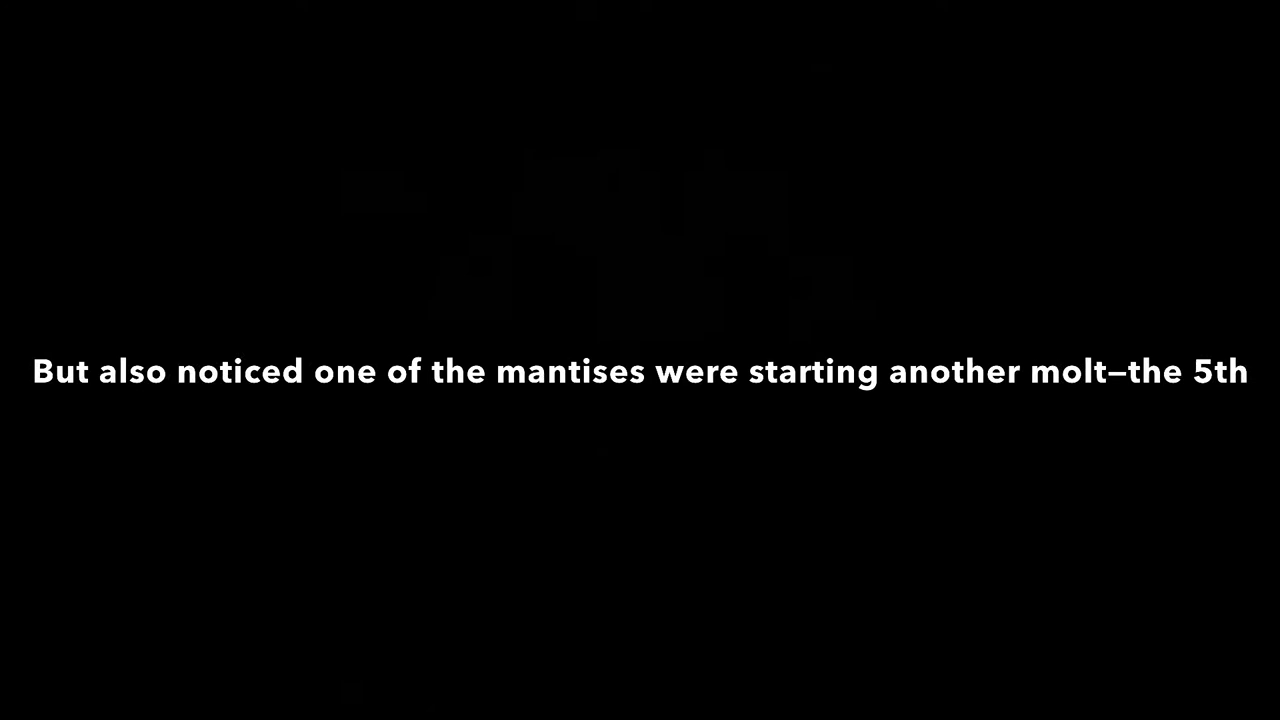 But also noticed one of the mantises were starting another molt—the 5th